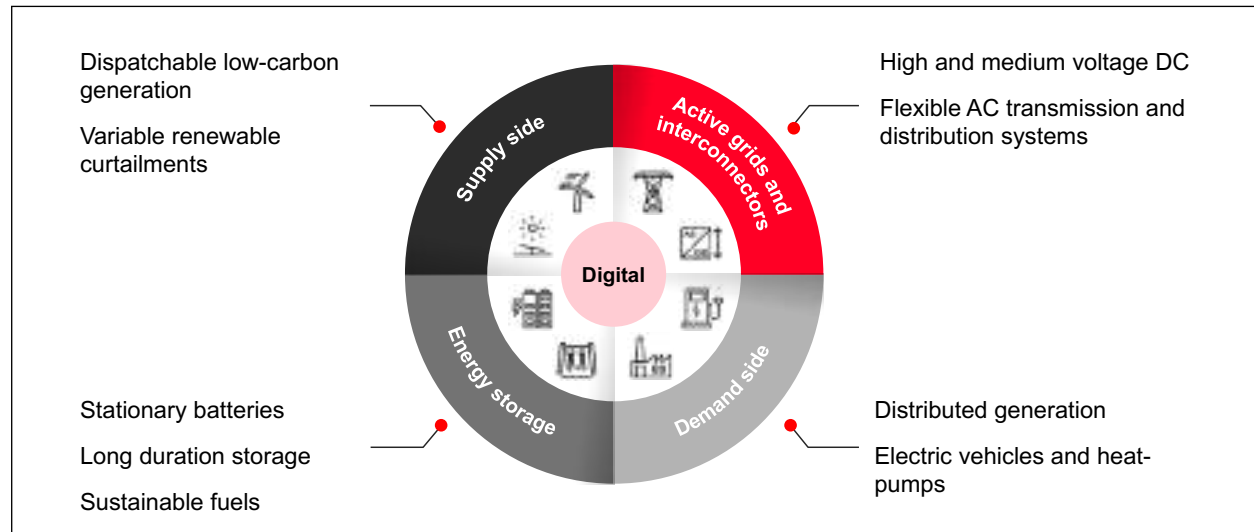 Dispatchable low-carbon
generation
Variable renewable
curtailments
High and medium voltage DC
Flexible AC transmission and
distribution systems
Supply side
Active grids and
interconnectors
Digital
Energy storage
Demand side
Stationary batteries
Long duration storage
Sustainable fuels
Distributed generation
Electric vehicles and heat-
pumps